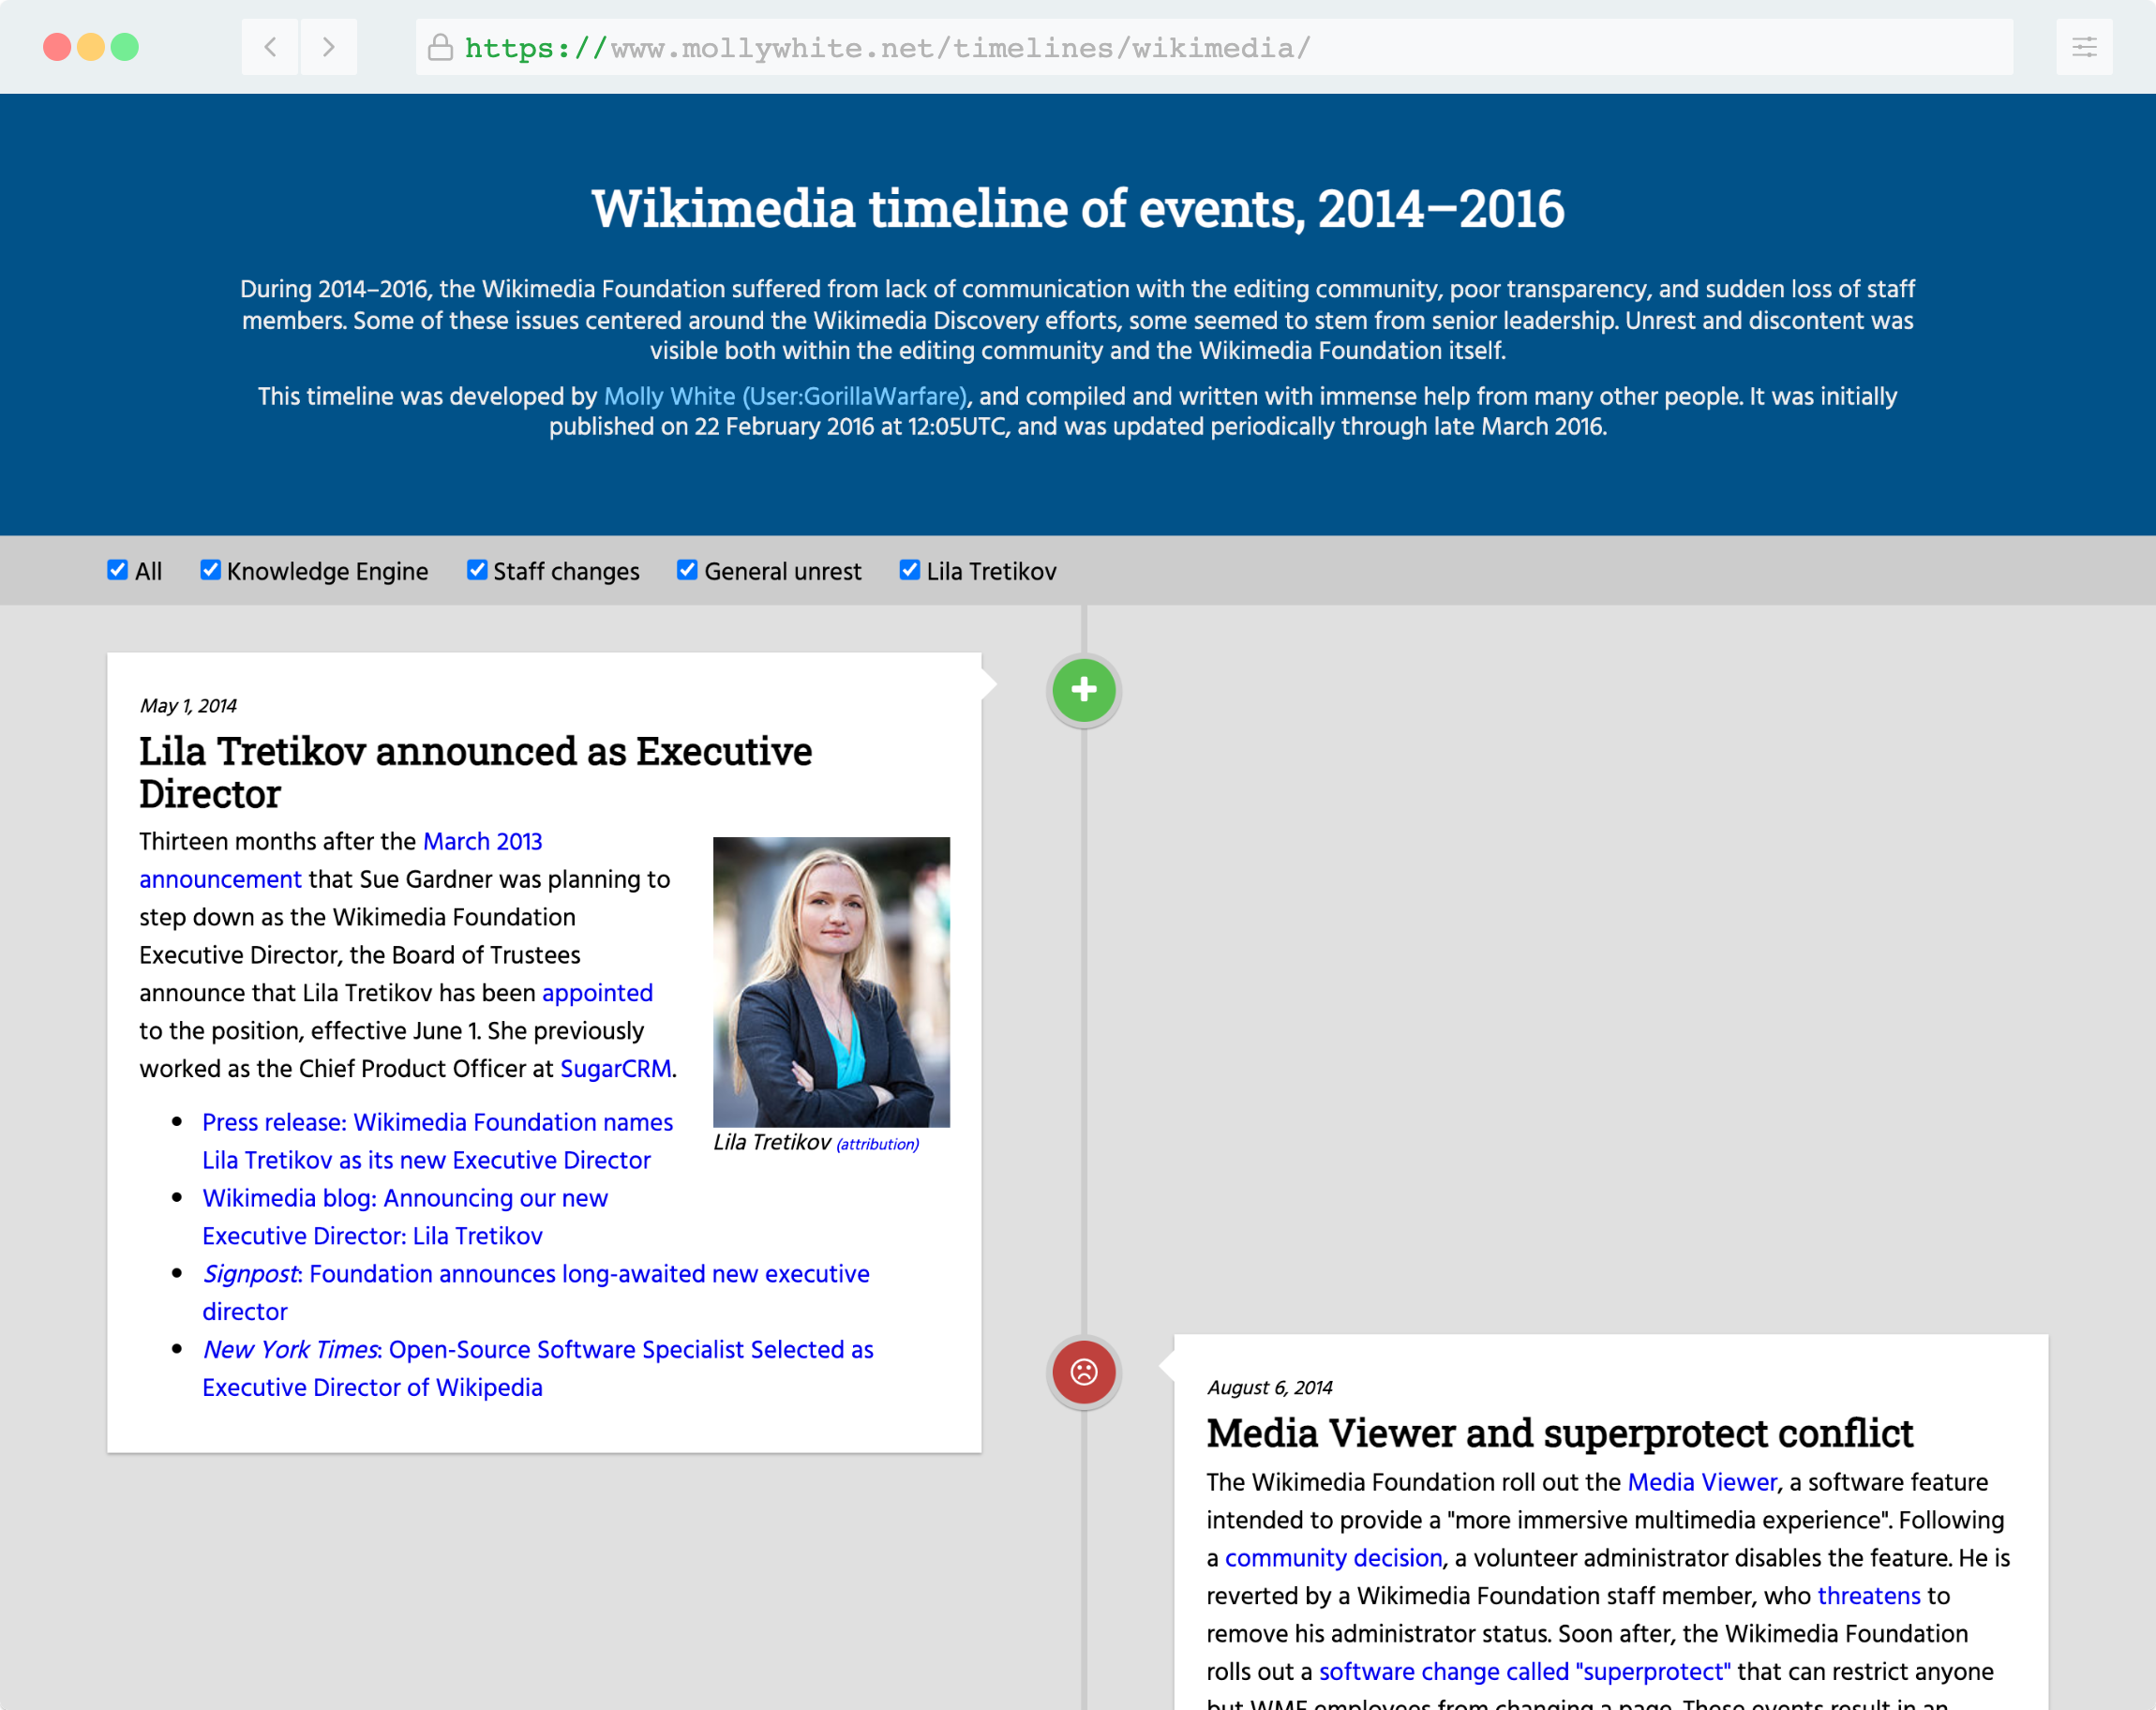 https://www.mollywhite.net/timelines/wikimedia/
Wikimedia timeline of events, 2014–2016
During 2014–2016, the Wikimedia Foundation suffered from lack of communication with the editing community, poor transparency, and sudden loss of staff
members. Some of these issues centered around the Wikimedia Discovery efforts, some seemed to stem from senior leadership. Unrest and discontent was
visible both within the editing community and the Wikimedia Foundation itself.
This timeline was developed by Molly White (User:GorillaWarfare), and compiled and written with immense help from many other people. It was initially
published on 22 February 2016 at 12:05UTC, and was updated periodically through late March 2016.
All Knowledge Engine Staff changes General unrest Lila Tretikov
May 1, 2014
Lila Tretikov announced as Executive
Director
Thirteen months after the March 2013
announcement that Sue Gardner was planning to
step down as the Wikimedia Foundation
Executive Director, the Board of Trustees
announce that Lila Tretikov has been appointed
to the position, effective June 1. She previously
worked as the Chief Product Officer at SugarCRM.
Lila Tretikov (attribution)
• Press release: Wikimedia Foundation names
Lila Tretikov as its new Executive Director
• Wikimedia blog: Announcing our new
Executive Director: Lila Tretikov
• Signpost: Foundation announces long-awaited new executive
director
• New York Times: Open-Source Software Specialist Selected as
Executive Director of Wikipedia
August 6, 2014
Media Viewer and superprotect conflict
The Wikimedia Foundation roll out the Media Viewer, a software feature
intended to provide a "more immersive multimedia experience". Following
a community decision, a volunteer administrator disables the feature. He is
reverted by a Wikimedia Foundation staff member, who threatens to
remove his administrator status. Soon after, the Wikimedia Foundation
rolls out a software change called "superprotect" that can restrict anyone
but WMF employees from changing a page. These events result in an